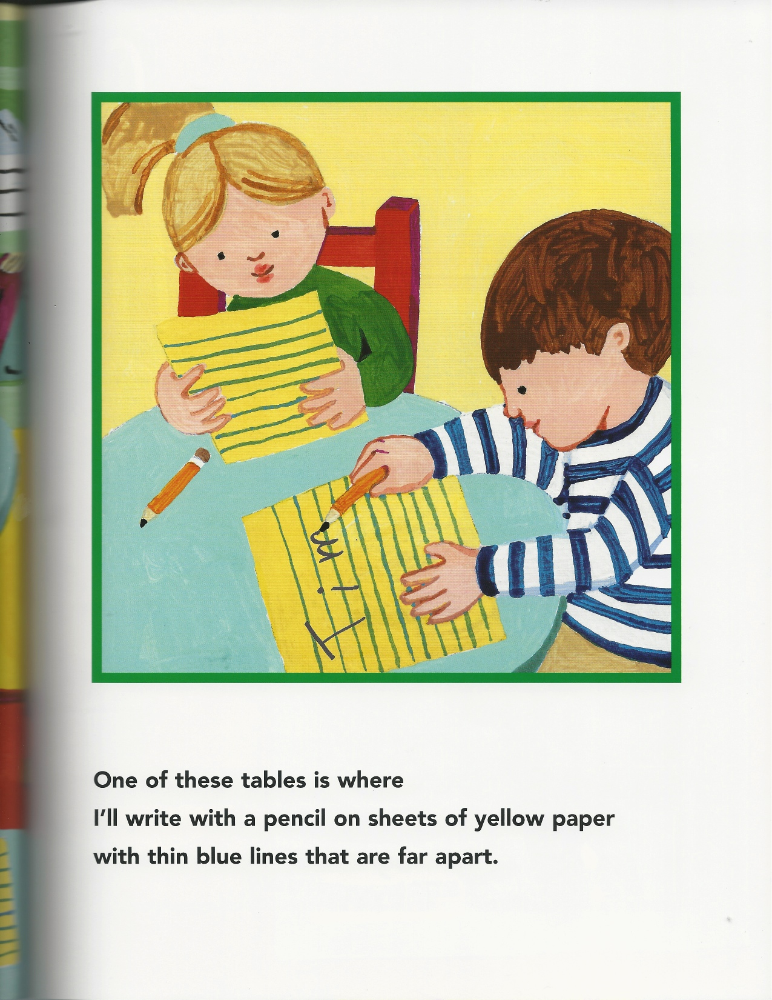 Kim
One of these tables is where
I'll write with a pencil on sheets of yellow paper
with thin blue lines that are far apart.